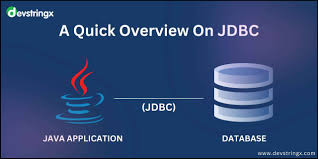 devstringx
A Quick Overview On JDBC
(JDBC)
JAVA APPLICATION
DATABASE
www.devstringx.com